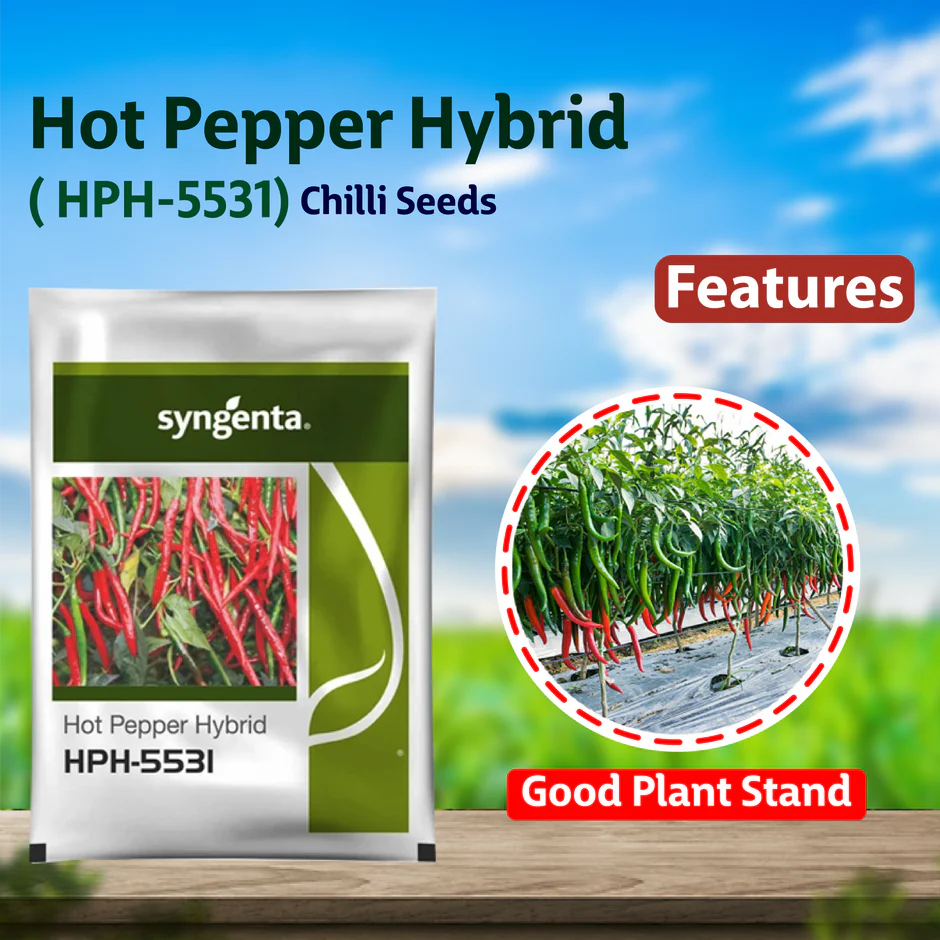 Hot Pepper Hybrid
( HPH-5531) Chilli Seeds
Features
syngenta®
Hot Pepper Hybrid
HPH-5531
Good Plant Stand